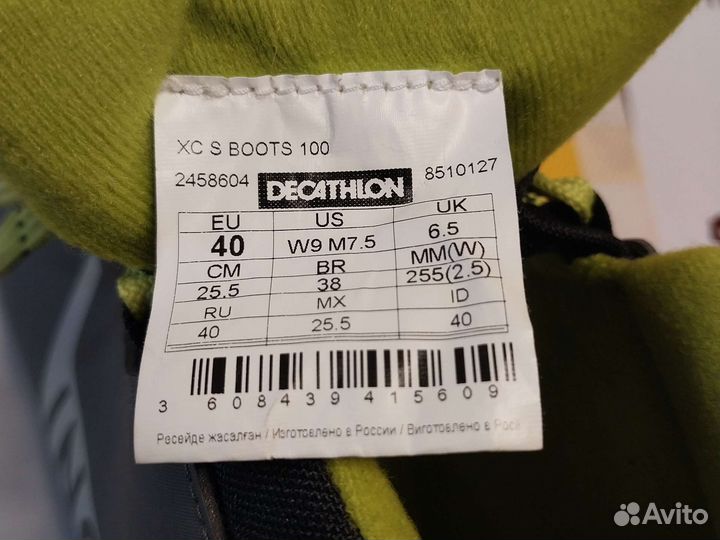 XC S BOOTS 100
2458604 DECATHLON 8510127
EU US UK
40 W9 M7.5 6.5
CM BR MM(W)
25.5 38 255(2.5)
RU MX ID
40 25.5 40
3 608439 415609
Ресейде жасалған / Изготовлено в России / Виготовлено в Росії
Avito